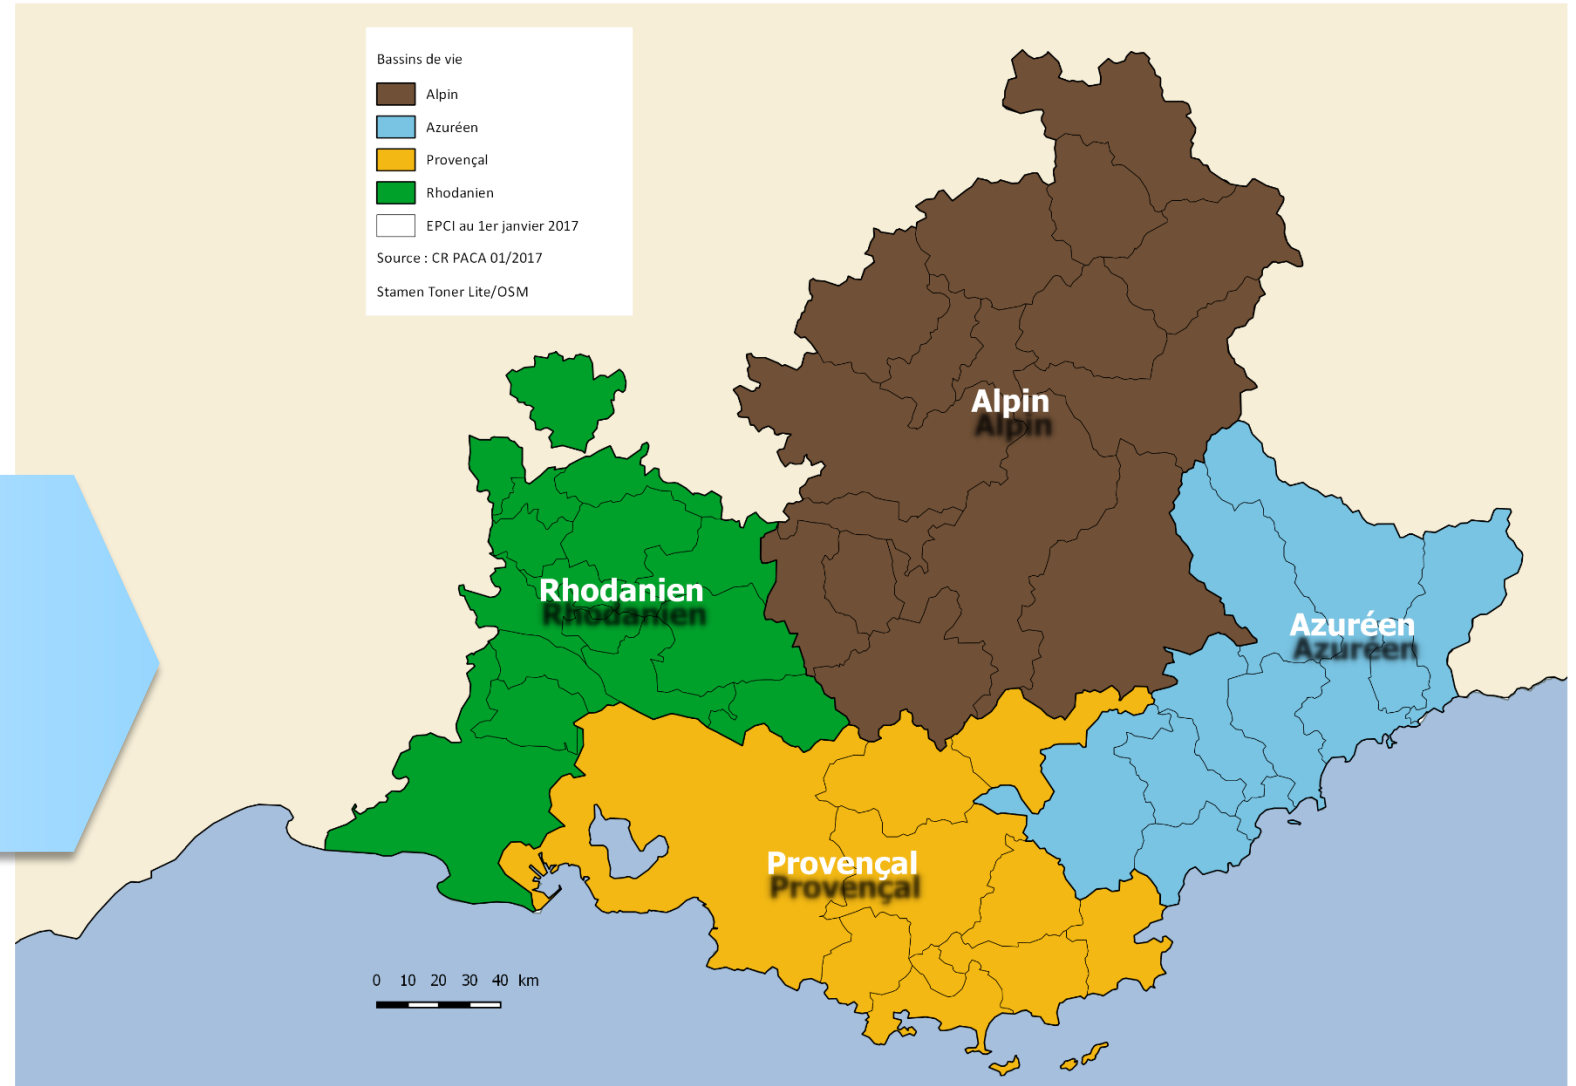 Bassins de vie
Alpin
Azuréen
Provençal
Rhodanien
EPCI au 1er janvier 2017
Source : CR PACA 01/2017
Stamen Toner Lite/OSM
Alpin
Rhodanien
Azuréen
Provençal
0 10 20 30 40 km